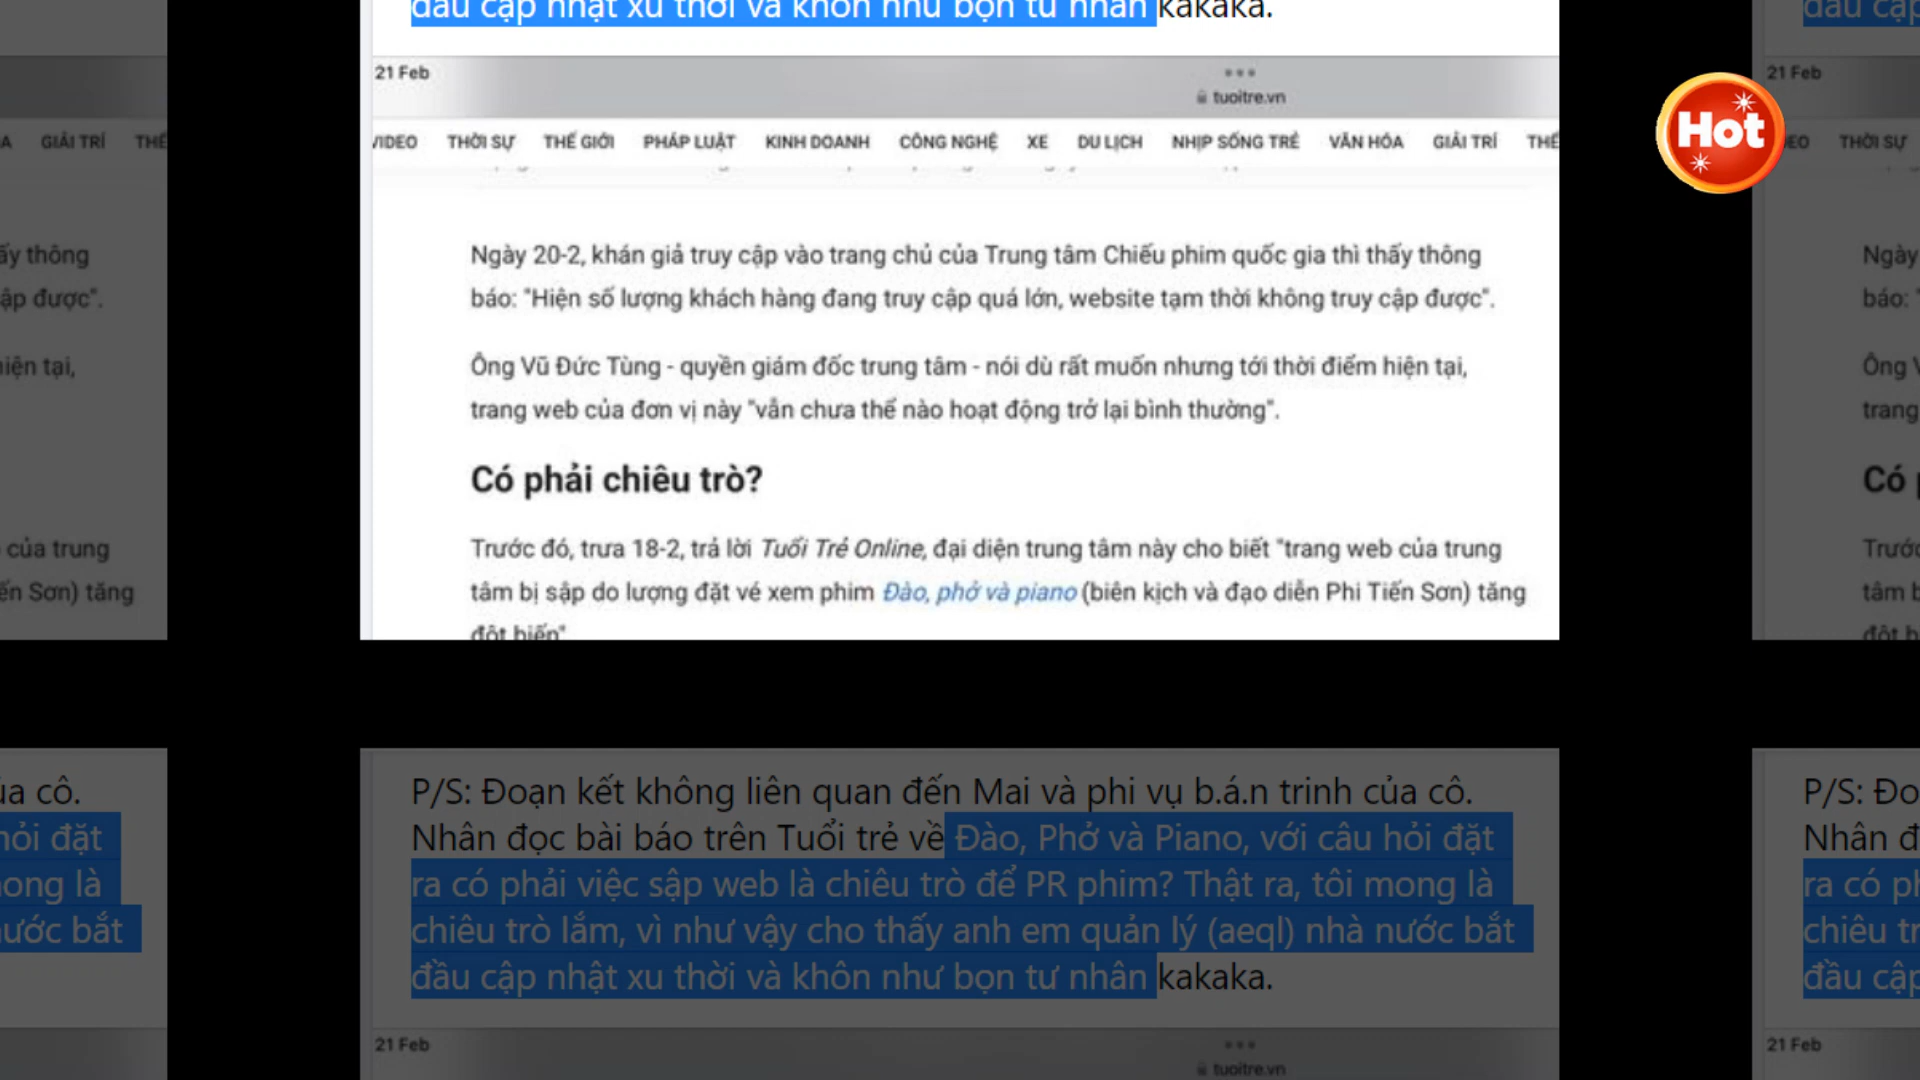 đầu cập nhật xu thời và khôn như bọn tư nhân kakaka.
21 Feb
tuoitre.vn
VIDEO THỜI SỰ THẾ GIỚI PHÁP LUẬT KINH DOANH CÔNG NGHỆ XE DU LỊCH NHỊP SỐNG TRẺ VĂN HÓA GIẢI TRÍ THỂ
Hot
Ngày 20-2, khán giả truy cập vào trang chủ của Trung tâm Chiếu phim quốc gia thì thấy thông
báo: "Hiện số lượng khách hàng đang truy cập quá lớn, website tạm thời không truy cập được".
Ông Vũ Đức Tùng - quyền giám đốc trung tâm - nói dù rất muốn nhưng tới thời điểm hiện tại,
trang web của đơn vị này "vẫn chưa thể nào hoạt động trở lại bình thường".
Có phải chiêu trò?
Trước đó, trưa 18-2, trả lời Tuổi Trẻ Online, đại diện trung tâm này cho biết "trang web của trung
tâm bị sập do lượng đặt vé xem phim Đào, phở và piano (biên kịch và đạo diễn Phi Tiến Sơn) tăng
đột biến"
P/S: Đoạn kết không liên quan đến Mai và phi vụ b.á.n trinh của cô.
Nhân đọc bài báo trên Tuổi trẻ về Đào, Phở và Piano, với câu hỏi đặt
ra có phải việc sập web là chiêu trò để PR phim? Thật ra, tôi mong là
chiêu trò lắm, vì như vậy cho thấy anh em quản lý (aeql) nhà nước bắt
đầu cập nhật xu thời và khôn như bọn tư nhân kakaka.
21 Feb
tuoitre.vn